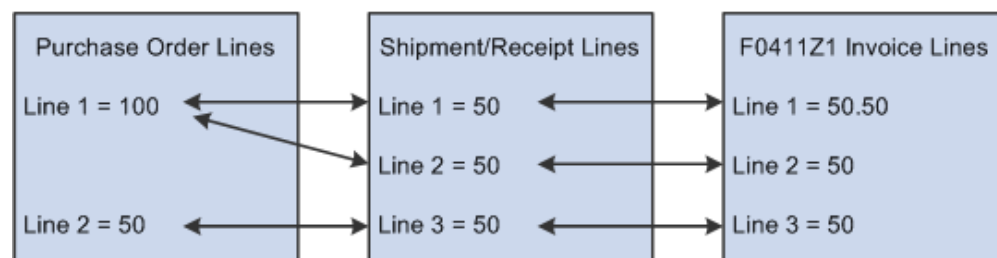 Purchase Order Lines
Line 1 = 100
Line 2 = 50
Shipment/Receipt Lines
Line 1 = 50
Line 2 = 50
Line 3 = 50
F0411Z1 Invoice Lines
Line 1 = 50.50
Line 2 = 50
Line 3 = 50